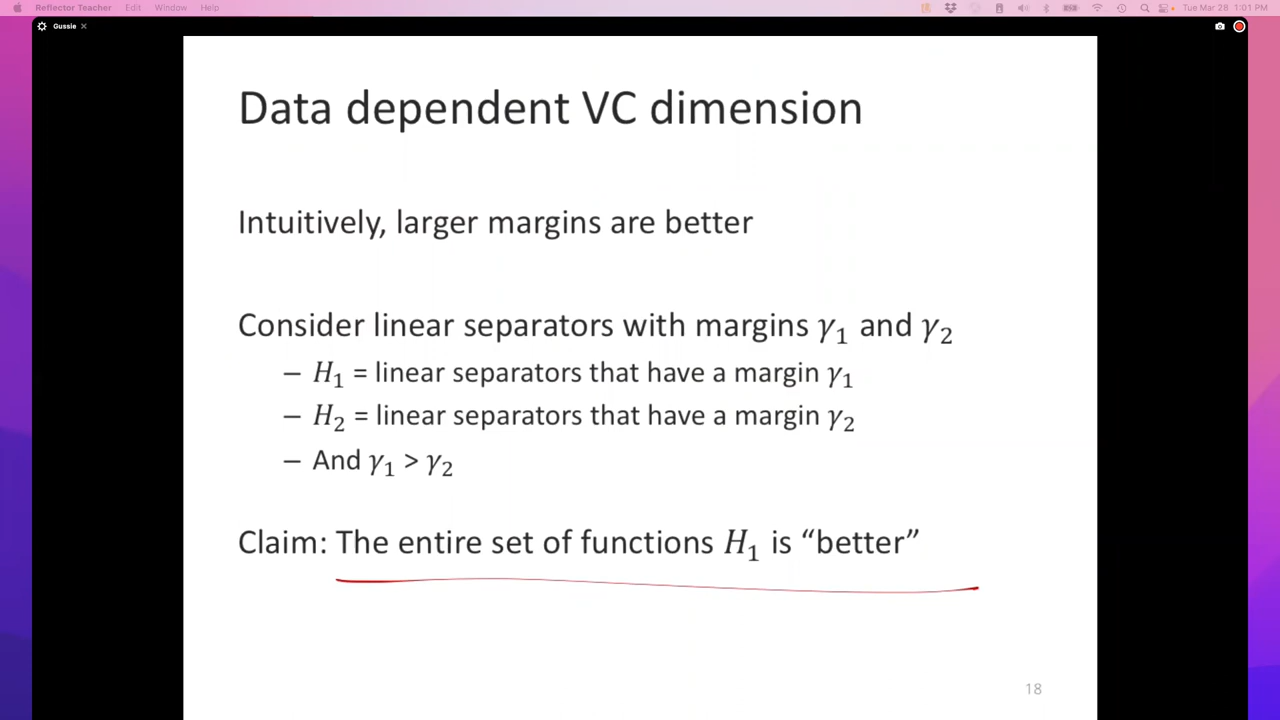 Reflector Teacher Edit Window Help Tue Mar 28 1:01 PM
Gussie
Data dependent VC dimension
Intuitively, larger margins are better
Consider linear separators with margins γ₁ and γ₂
– H₁ = linear separators that have a margin γ₁
– H₂ = linear separators that have a margin γ₂
– And γ₁ > γ₂
Claim: The entire set of functions H₁ is “better”
18